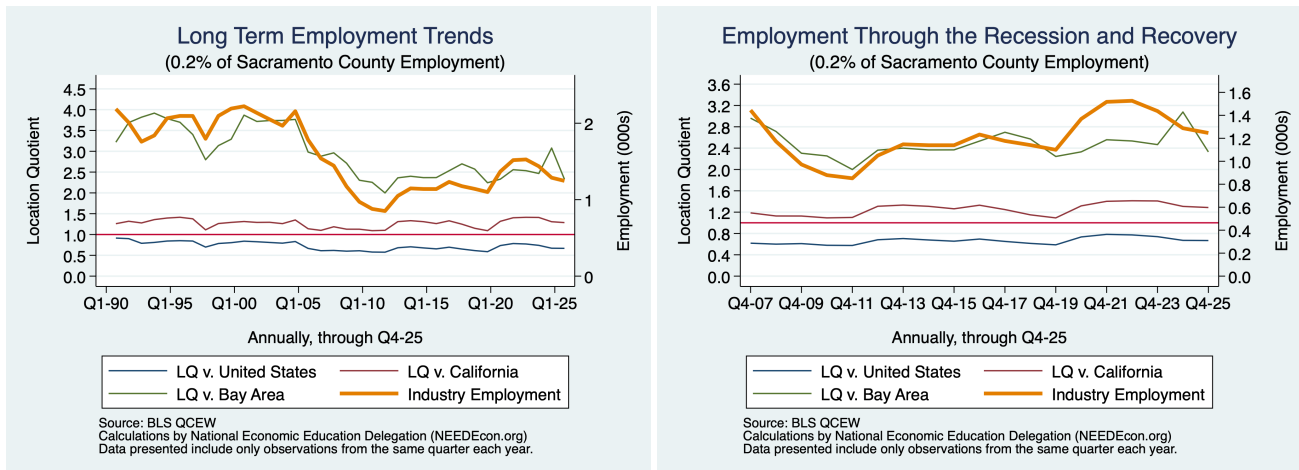 Long Term Employment Trends
(0.2% of Sacramento County Employment)
Location Quotient
4.5
4.0
3.5
3.0
2.5
2.0
1.5
1.0
0.5
0.0
2
1
0
Employment (000s)
Q1-90 Q1-95 Q1-00 Q1-05 Q1-10 Q1-15 Q1-20 Q1-25
Annually, through Q4-25
LQ v. United States LQ v. California
LQ v. Bay Area Industry Employment
Source: BLS QCEW
Calculations by National Economic Education Delegation (NEEDEcon.org)
Data presented include only observations from the same quarter each year.
Employment Through the Recession and Recovery
(0.2% of Sacramento County Employment)
Location Quotient
3.6
3.2
2.8
2.4
2.0
1.6
1.2
0.8
0.4
0.0
1.6
1.4
1.2
1.0
0.8
0.6
0.4
0.2
0.0
Employment (000s)
Q4-07 Q4-09 Q4-11 Q4-13 Q4-15 Q4-17 Q4-19 Q4-21 Q4-23 Q4-25
Annually, through Q4-25
LQ v. United States LQ v. California
LQ v. Bay Area Industry Employment
Source: BLS QCEW
Calculations by National Economic Education Delegation (NEEDEcon.org)
Data presented include only observations from the same quarter each year.